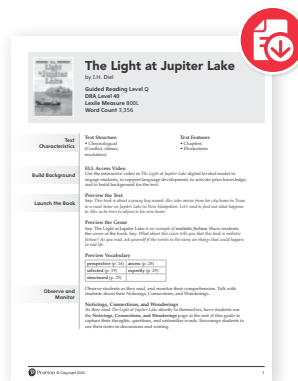 The Light
at Jupiter
Lake
The Light at Jupiter Lake
by I.H. Diel
Guided Reading Level Q
DRA Level 40
Lexile Measure 800L
Word Count 3,356
Text
Characteristics
Text Structure
• Chronological
(Conflict, climax,
resolution)
Text Features
• Chapters
• Illustrations
Build Background
ELL Access Video
Use the interactive video in The Light at Jupiter Lake digital leveled reader to
engage students, to support language development, to activate prior knowledge,
and to build background for the text.
Launch the Book
Preview the Text
Say: This book is about a young boy named Alex who moves from his city home in Texas
to a rural home on Jupiter Lake in New Hampshire. Let's read to find out what happens
to Alex as he tries to adjust to his new home.
Preview the Genre
Say: The Light at Jupiter Lake is an example of realistic fiction. Share students
the cover of the book. Say: What about this cover tells you that this book is realistic
fiction? As you read, ask yourself if the events in the story are things that could happen
in real life.
Preview Vocabulary
perspective (p. 16) assess (p. 28)
selected (p. 19) expertly (p. 29)
structured (p. 25)
Observe and
Monitor
Observe students as they read, and monitor their comprehension. Talk with
students about their Noticings, Connections, and Wonderings.
Noticings, Connections, and Wonderings
As they read The Light at Jupiter Lake silently to themselves, have students use
the Noticings, Connections, and Wonderings page at the end of this guide to
capture their thoughts, questions, and unfamiliar words. Encourage students to
use their notes in discussions and writing.
Pearson © Copyright 2020
1